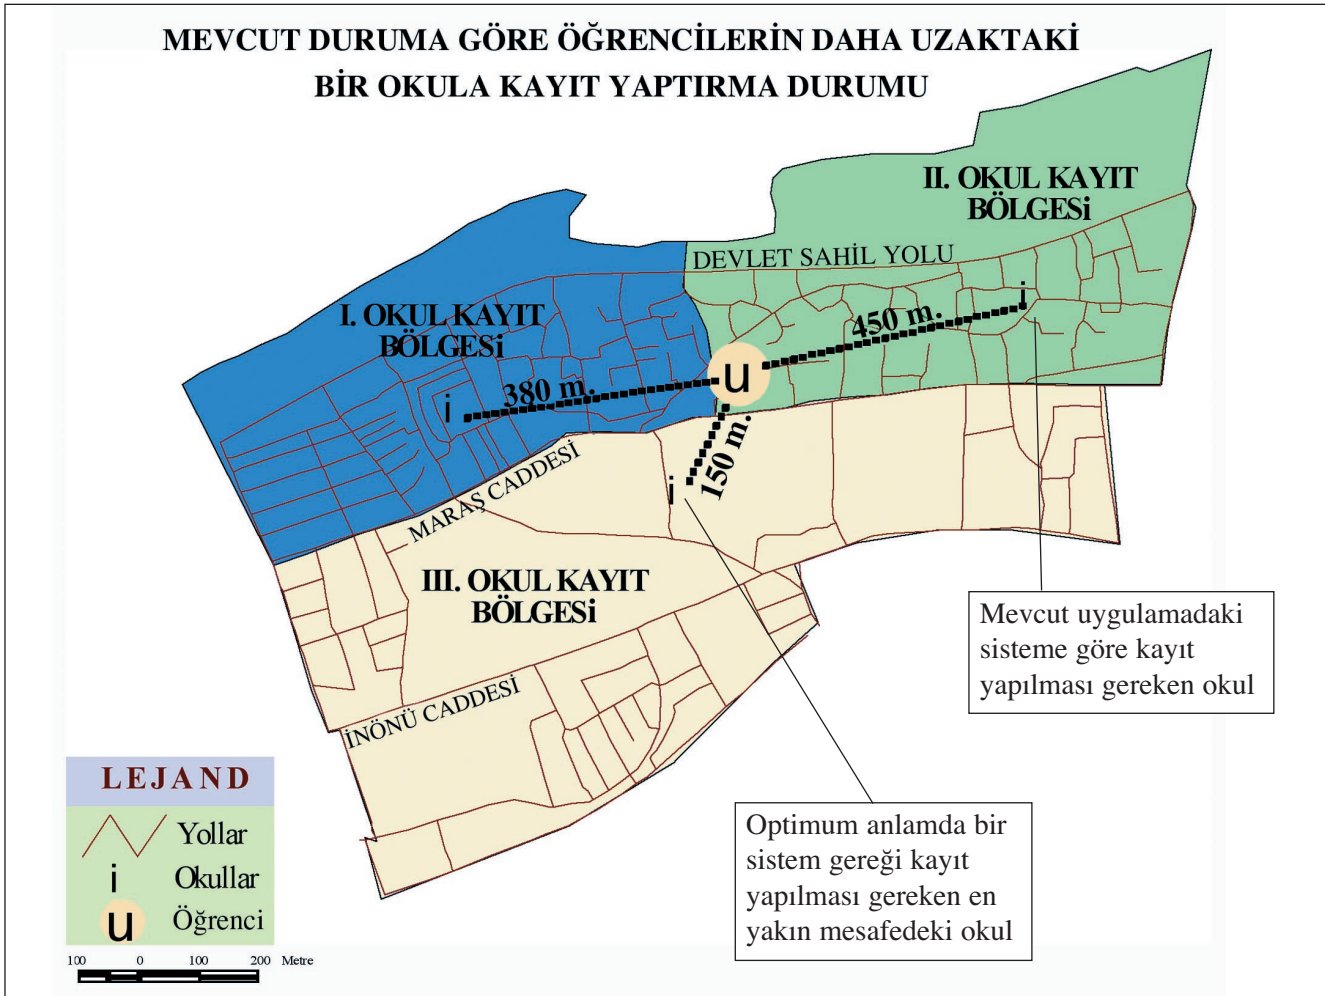 MEVCUT DURUMA GÖRE ÖĞRENCİLERİN DAHA UZAKTAKİ
BİR OKULA KAYIT YAPTIRMA DURUMU
II. OKUL KAYIT
BÖLGESi
DEVLET SAHİL YOLU
I. OKUL KAYIT
BÖLGESi
i
450 m.
u
380 m.
i
150 m.
i
MARAŞ CADDESİ
III. OKUL KAYIT
BÖLGESi
İNÖNÜ CADDESİ
Mevcut uygulamadaki
sisteme göre kayıt
yapılması gereken okul
Optimum anlamda bir
sistem gereği kayıt
yapılması gereken en
yakın mesafedeki okul
LEJAND
Yollar
i Okullar
u Öğrenci
100 0 100 200 Metre